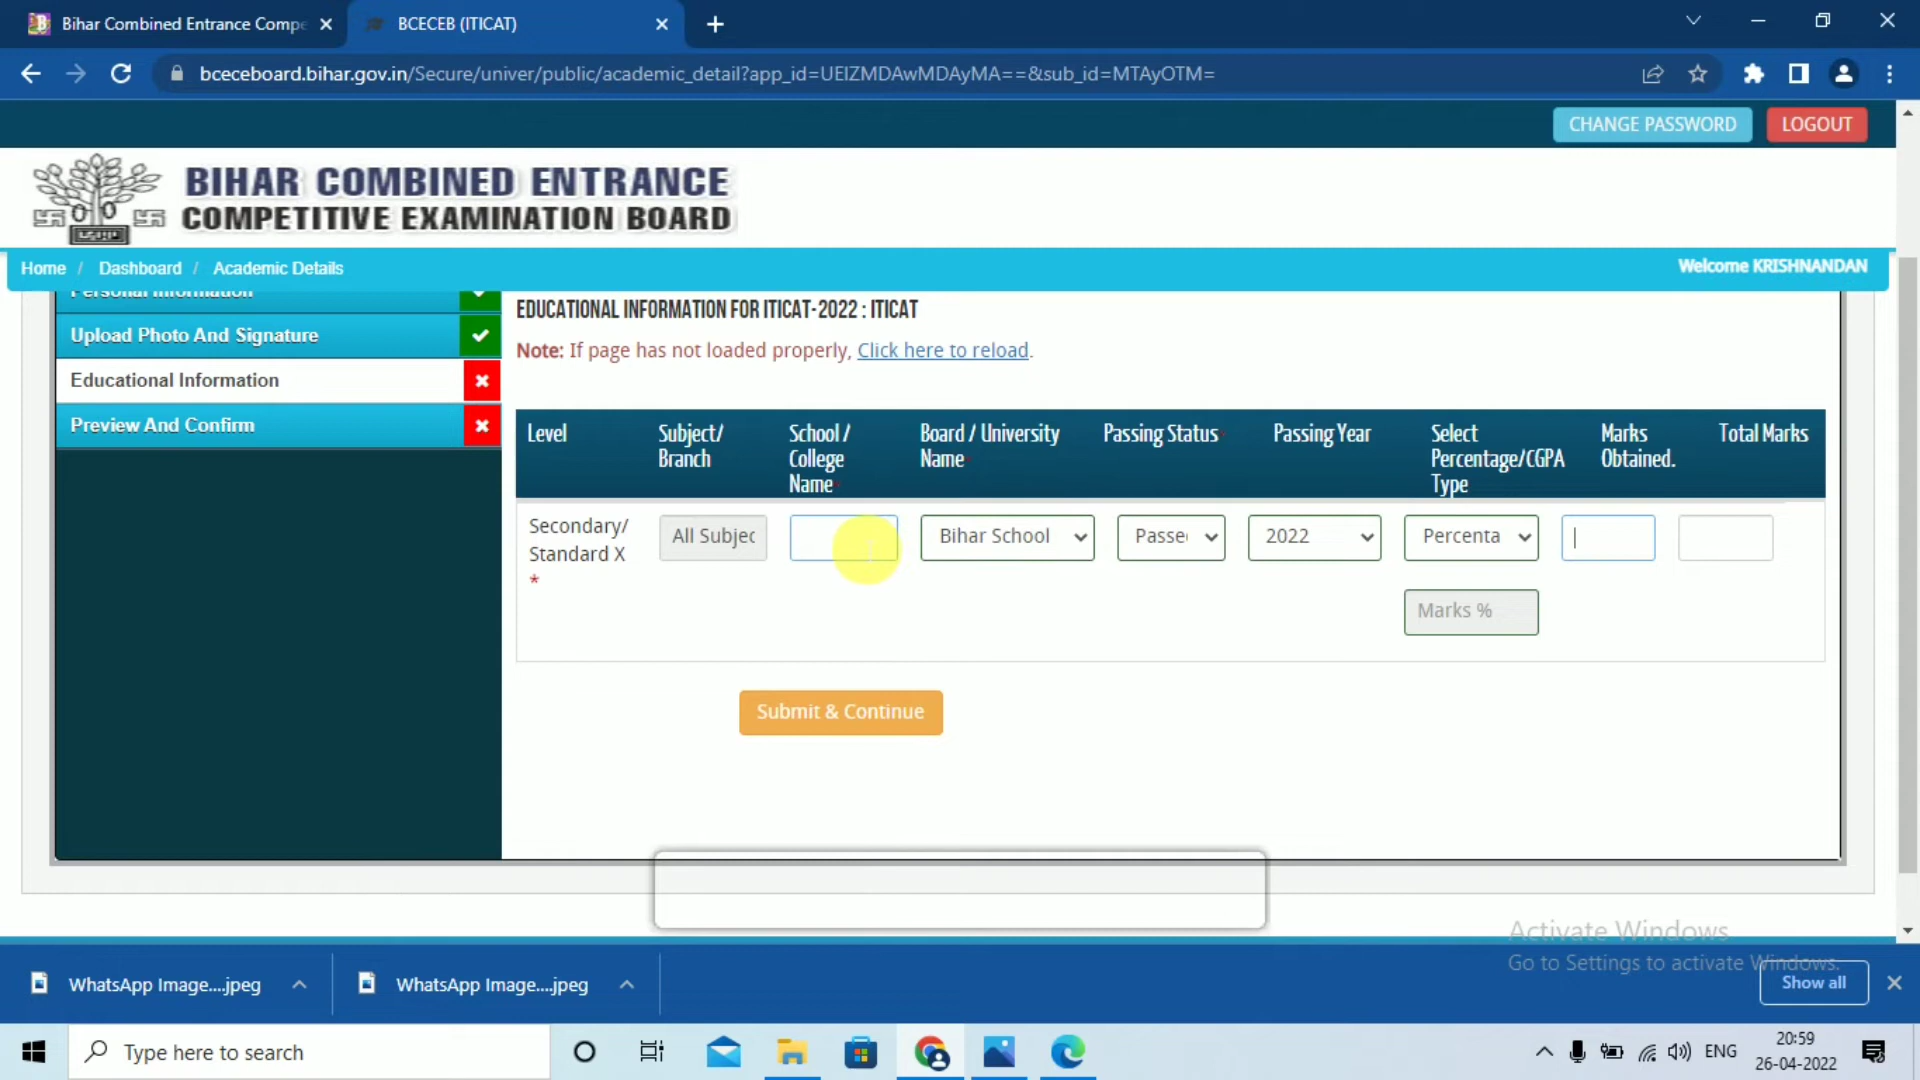 Bihar Combined Entrance Compe
BCECEB (ITICAT)
bceceboard.bihar.gov.in/Secure/univer/public/academic_detail?app_id=UEIZMDAwMDAyMA==&sub_id=MTAyOTM=
CHANGE PASSWORD
LOGOUT
BIHAR COMBINED ENTRANCE
COMPETITIVE EXAMINATION BOARD
Home / Dashboard / Academic Details
Welcome KRISHNANDAN
Personal Information
Upload Photo And Signature
Educational Information
Preview And Confirm
EDUCATIONAL INFORMATION FOR ITICAT-2022 : ITICAT
Note: If page has not loaded properly, Click here to reload.
Level
Subject/
Branch
School /
College
Name
Board / University
Name
Passing Status
Passing Year
Select
Percentage/CGPA
Type
Marks
Obtained.
Total Marks
Secondary/
Standard X
*
All Subjec
Bihar School
Passe
2022
Percenta
Marks %
Submit & Continue
Activate Windows
Go to Settings to activate Windows.
WhatsApp Image....jpeg
WhatsApp Image....jpeg
Show all
Type here to search
ENG
20:59
26-04-2022